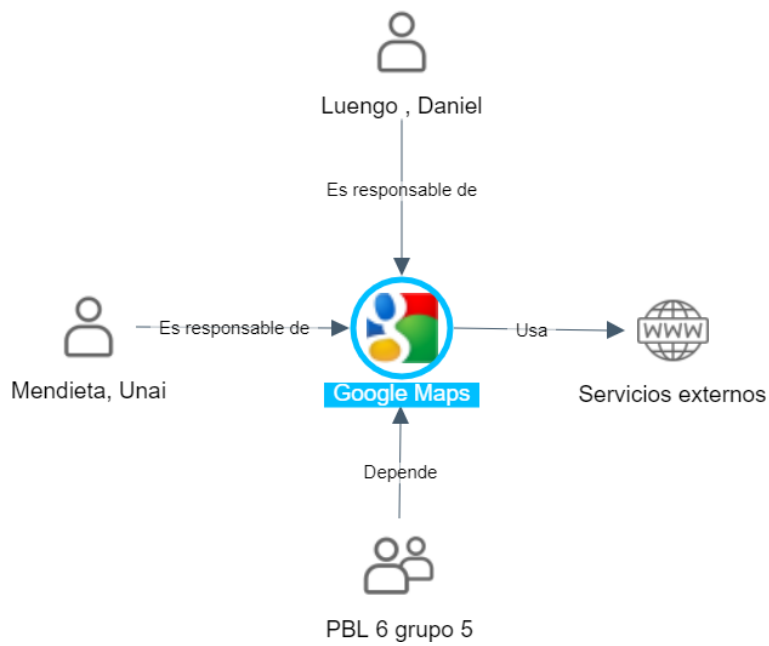 Luengo , Daniel
Es responsable de
Es responsable de
Usa
WWW
Mendieta, Unai
Google Maps
Servicios externos
Depende
PBL 6 grupo 5